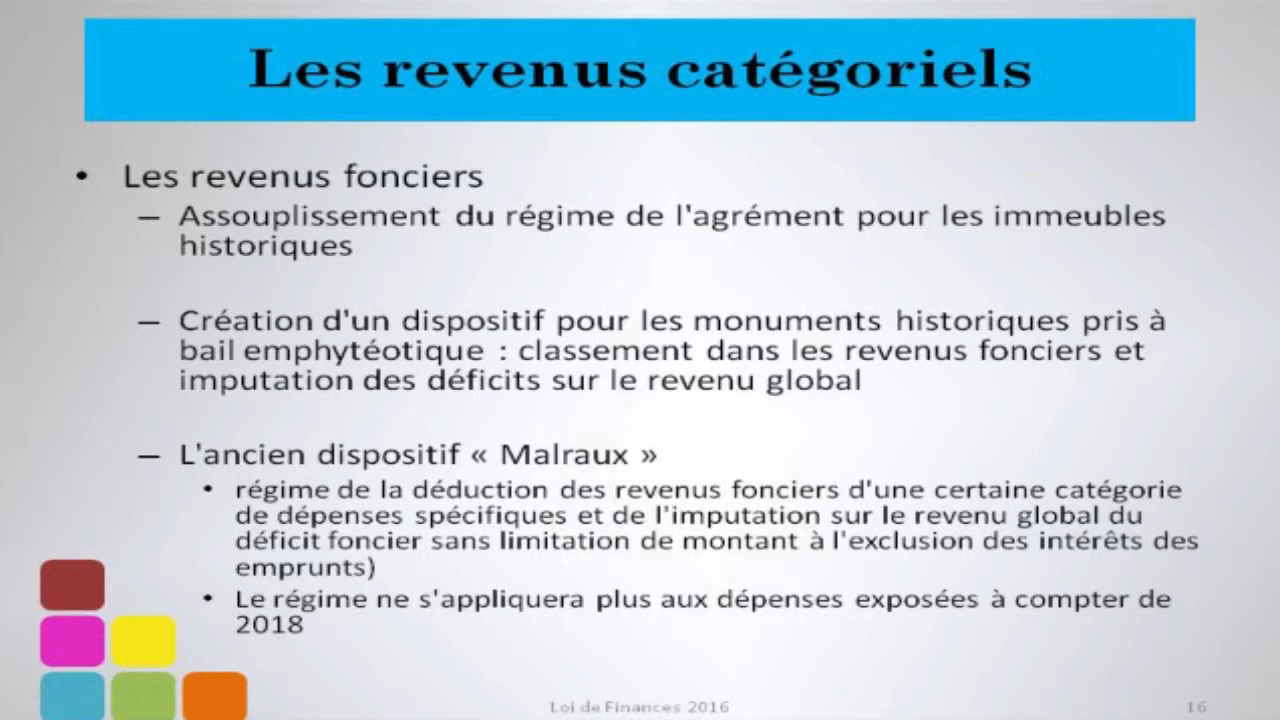 Les revenus catégoriels
• Les revenus fonciers
– Assouplissement du régime de l'agrément pour les immeubles
historiques
– Création d'un dispositif pour les monuments historiques pris à
bail emphytéotique : classement dans les revenus fonciers et
imputation des déficits sur le revenu global
– L'ancien dispositif « Malraux »
• régime de la déduction des revenus fonciers d'une certaine catégorie
de dépenses spécifiques et de l'imputation sur le revenu global du
déficit foncier sans limitation de montant à l'exclusion des intérêts des
emprunts)
• Le régime ne s'appliquera plus aux dépenses exposées à compter de
2018
Loi de Finances 2016
16